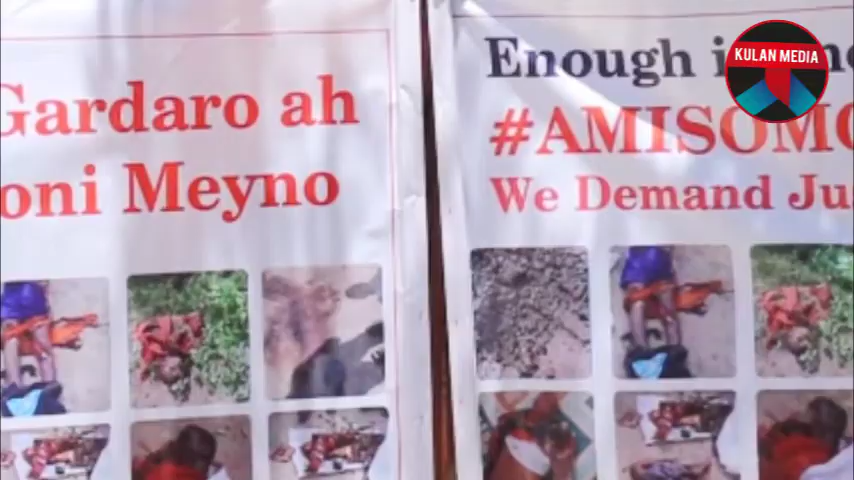 Gardaro ah
oni Meyno
Enough
#AMISOM
We Demand Ju
KULAN MEDIA